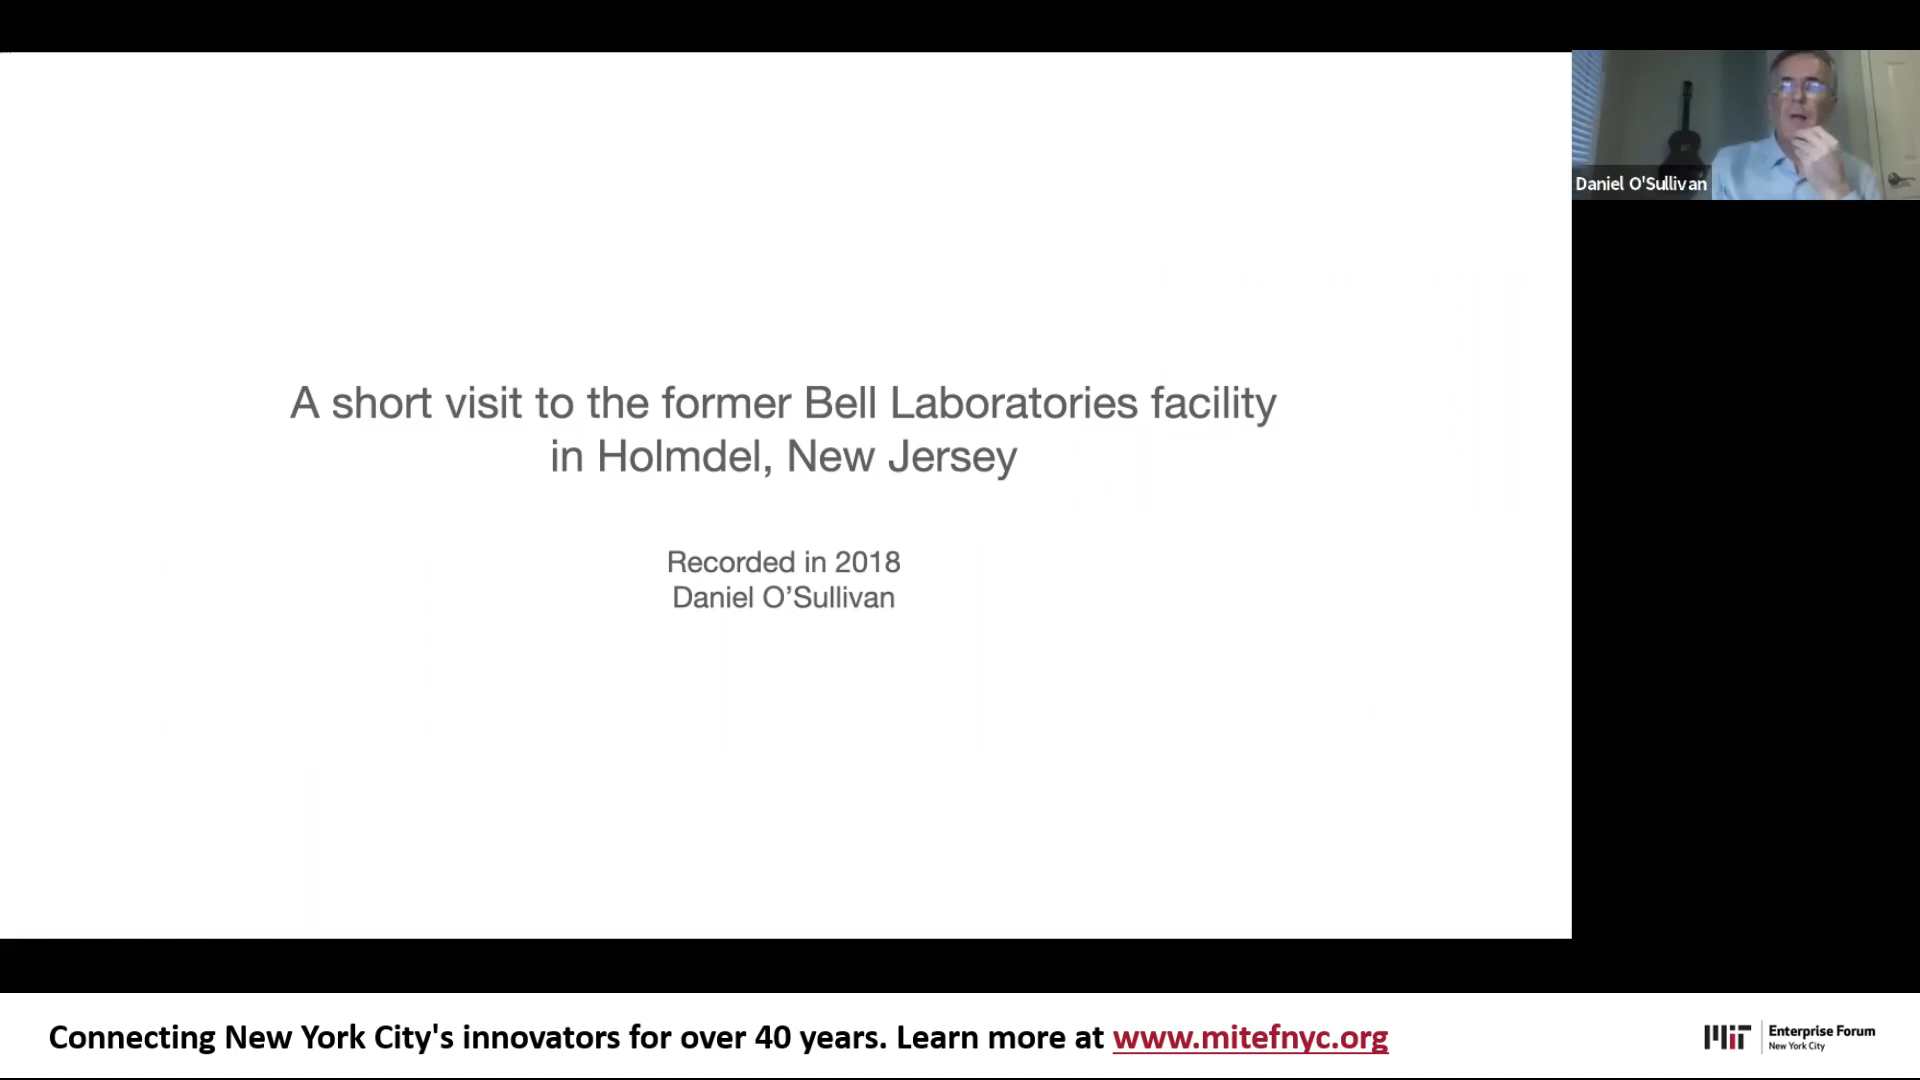 Daniel O'Sullivan
A short visit to the former Bell Laboratories facility
in Holmdel, New Jersey
Recorded in 2018
Daniel O’Sullivan
Connecting New York City's innovators for over 40 years. Learn more at www.mitefnyc.org
MIT Enterprise Forum
New York City